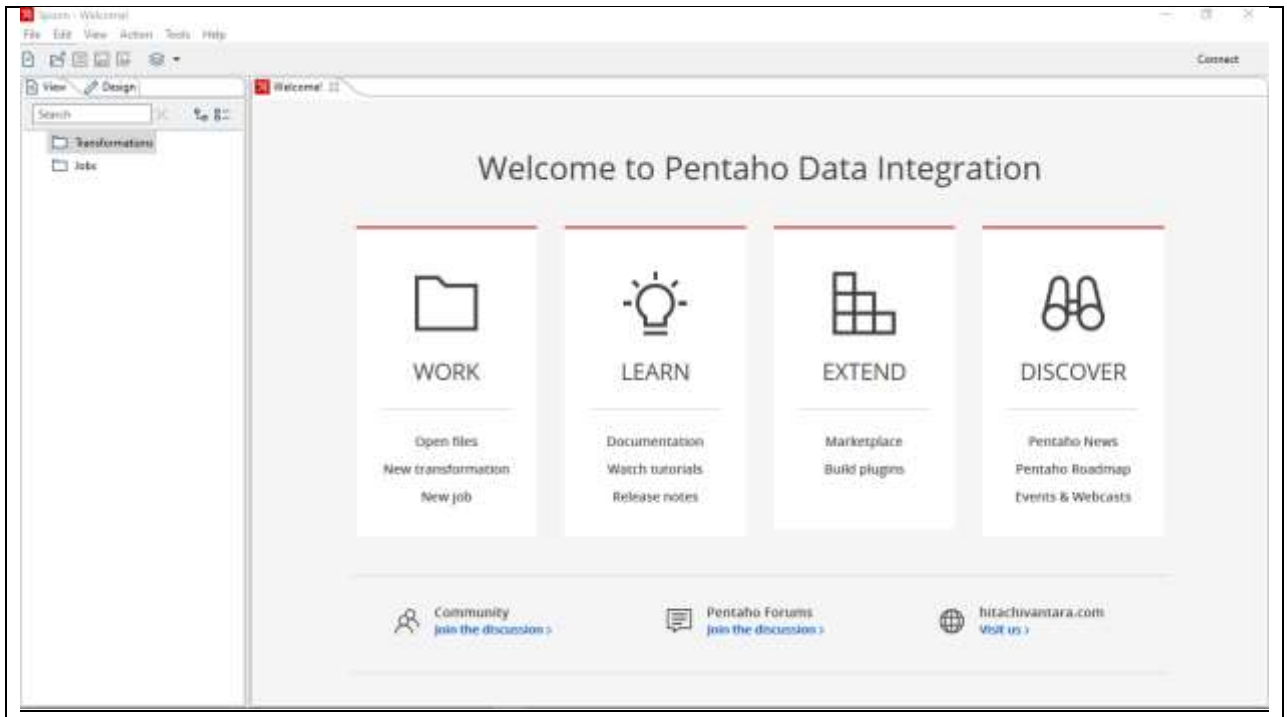 Spoon - Welcome!
File Edit View Action Tools Help
Connect
View Design
Welcome!
Search
Transformations
Jobs
Welcome to Pentaho Data Integration
WORK
Open files
New transformation
New job
LEARN
Documentation
Watch tutorials
Release notes
EXTEND
Marketplace
Build plugins
DISCOVER
Pentaho News
Pentaho Roadmap
Events & Webcasts
Community
Join the discussion >
Pentaho Forums
Join the discussion >
hitachivantara.com
Visit us >